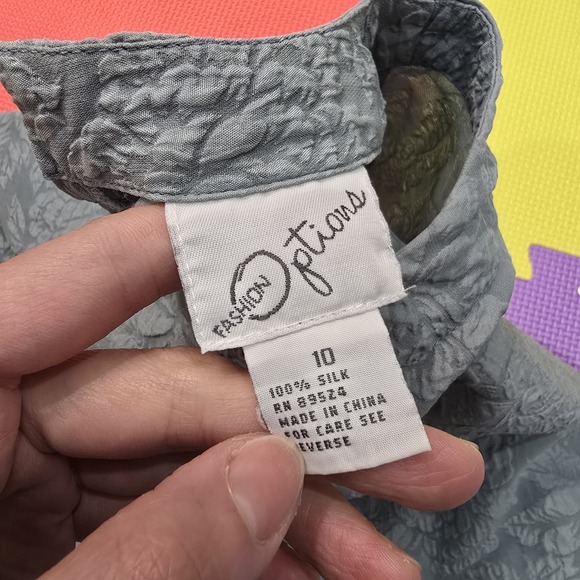 FASHION Options
10
100% SILK
RN 89524
MADE IN CHINA
FOR CARE SEE
REVERSE